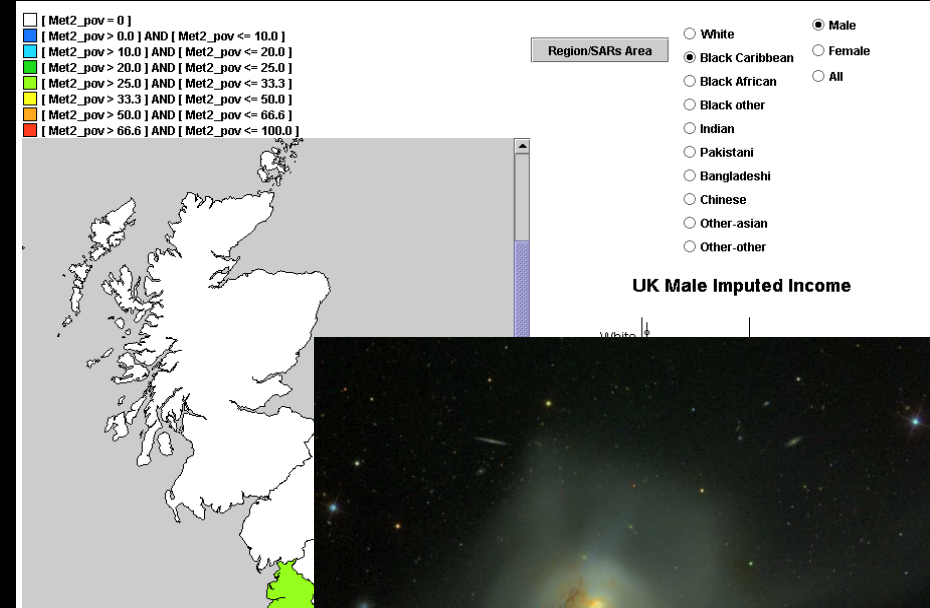 [ Met2_pov = 0 ]
[ Met2_pov > 0.0 ] AND [ Met2_pov <= 10.0 ]
[ Met2_pov > 10.0 ] AND [ Met2_pov <= 20.0 ]
[ Met2_pov > 20.0 ] AND [ Met2_pov <= 25.0 ]
[ Met2_pov > 25.0 ] AND [ Met2_pov <= 33.3 ]
[ Met2_pov > 33.3 ] AND [ Met2_pov <= 50.0 ]
[ Met2_pov > 50.0 ] AND [ Met2_pov <= 66.6 ]
[ Met2_pov > 66.6 ] AND [ Met2_pov <= 100.0 ]
Region/SARs Area
White
Black Caribbean
Black African
Black other
Indian
Pakistani
Bangladeshi
Chinese
Other-asian
Other-other
Male
Female
All
UK Male Imputed Income
White